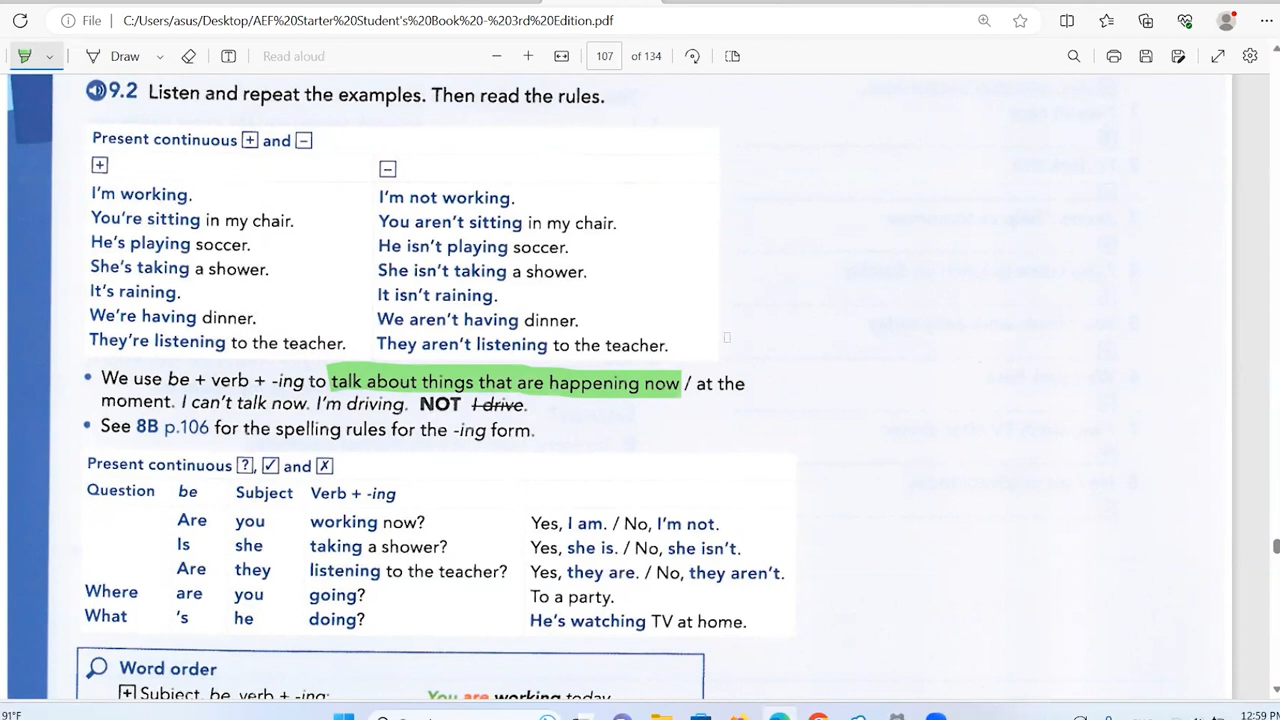 File C:/Users/asus/Desktop/AEF%20Starter%20Student's%20Book%20-%203rd%20Edition.pdf
Draw Read aloud 107 of 134
9.2 Listen and repeat the examples. Then read the rules.
Present continuous + and −
+ −
I'm working. I'm not working.
You're sitting in my chair. You aren't sitting in my chair.
He's playing soccer. He isn't playing soccer.
She's taking a shower. She isn't taking a shower.
It's raining. It isn't raining.
We're having dinner. We aren't having dinner.
They're listening to the teacher. They aren't listening to the teacher.
• We use be + verb + -ing to talk about things that are happening now / at the
moment. I can't talk now. I'm driving. NOT I drive.
• See 8B p.106 for the spelling rules for the -ing form.
Present continuous ?, ✓ and ✗
Question be Subject Verb + -ing
Are you working now? Yes, I am. / No, I'm not.
Is she taking a shower? Yes, she is. / No, she isn't.
Are they listening to the teacher? Yes, they are. / No, they aren't.
Where are you going? To a party.
What 's he doing? He's watching TV at home.
Word order
+ Subject, be, verb + -ing: You are working today
91°F 12:59 PM